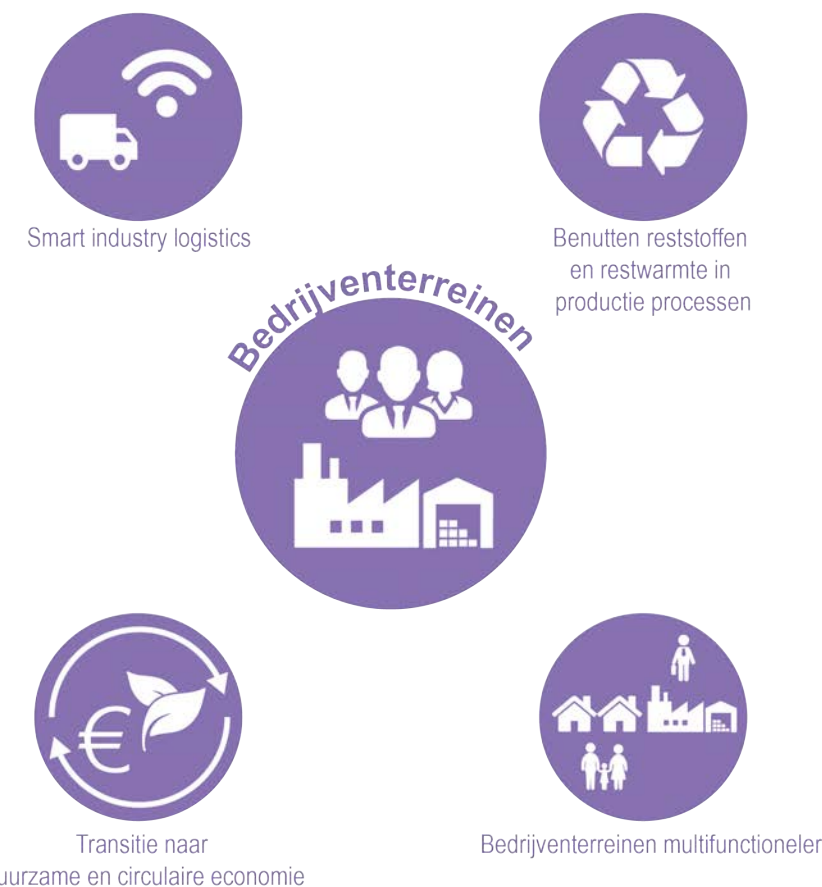 Smart industry logistics
Benutten reststoffen
en restwarmte in
productie processen
Bedrijventerreinen
€
Transitie naar
uurzame en circulaire economie
Bedrijventerreinen multifunctioneler